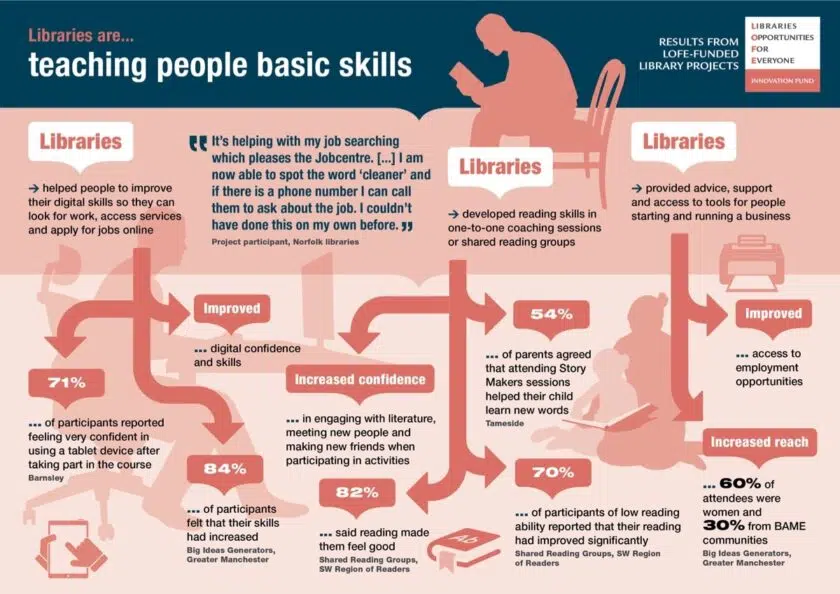 Libraries are...
teaching people basic skills
RESULTS FROM
LOFE-FUNDED
LIBRARY PROJECTS
LIBRARIES
OPPORTUNITIES
FOR
EVERYONE
INNOVATION FUND
Libraries
→ helped people to improve
their digital skills so they can
look for work, access services
and apply for jobs online
“ It's helping with my job searching
which pleases the Jobcentre. [...] I am
now able to spot the word ‘cleaner’ and
if there is a phone number I can call
them to ask about the job. I couldn't
have done this on my own before. ”
Project participant, Norfolk libraries
Libraries
→ developed reading skills in
one-to-one coaching sessions
or shared reading groups
Libraries
→ provided advice, support
and access to tools for people
starting and running a business
Improved
... digital confidence
and skills
71%
... of participants reported
feeling very confident in
using a tablet device after
taking part in the course
Barnsley
84%
... of participants
felt that their skills
had increased
Big Ideas Generators,
Greater Manchester
Increased confidence
... in engaging with literature,
meeting new people and
making new friends when
participating in activities
82%
... said reading made
them feel good
Shared Reading Groups,
SW Region of Readers
54%
... of parents agreed
that attending Story
Makers sessions
helped their child
learn new words
Tameside
70%
... of participants of low reading
ability reported that their reading
had improved significantly
Shared Reading Groups, SW Region
of Readers
Ab
Improved
... access to
employment
opportunities
Increased reach
... 60% of
attendees were
women and
30% from BAME
communities
Big Ideas Generators,
Greater Manchester